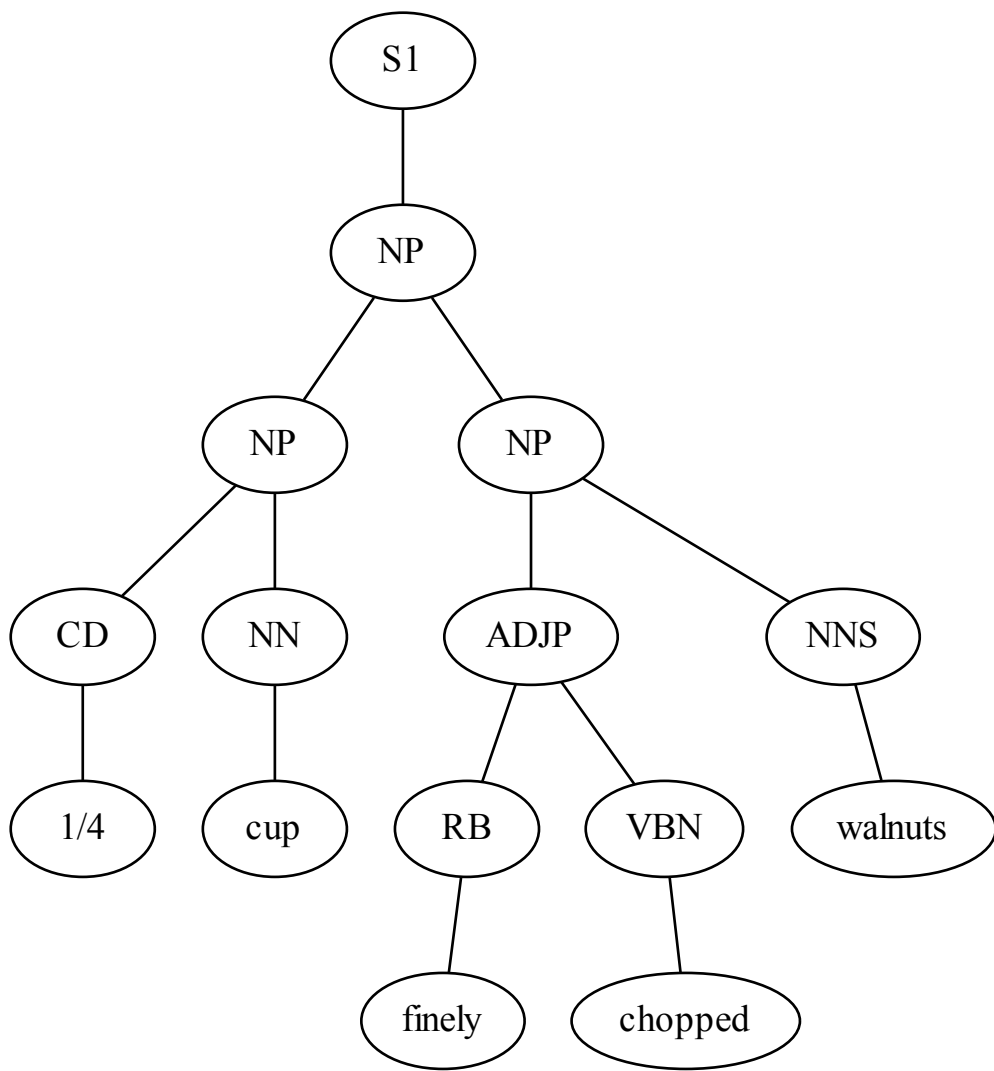 S1
NP
NP NP
CD NN ADJP NNS
1/4 cup RB VBN walnuts
finely chopped